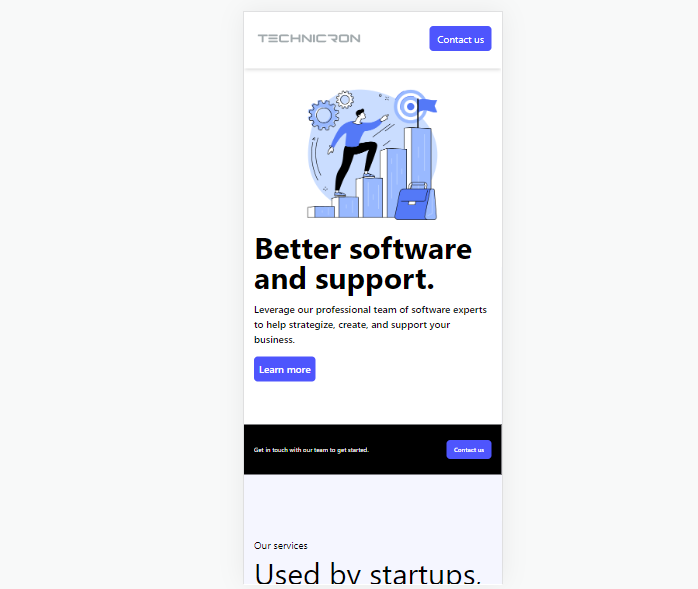 TECHNICRON
Contact us
Better software
and support.
Leverage our professional team of software experts
to help strategize, create, and support your
business.
Learn more
Get in touch with our team to get started.
Contact us
Our services
Used by startups,